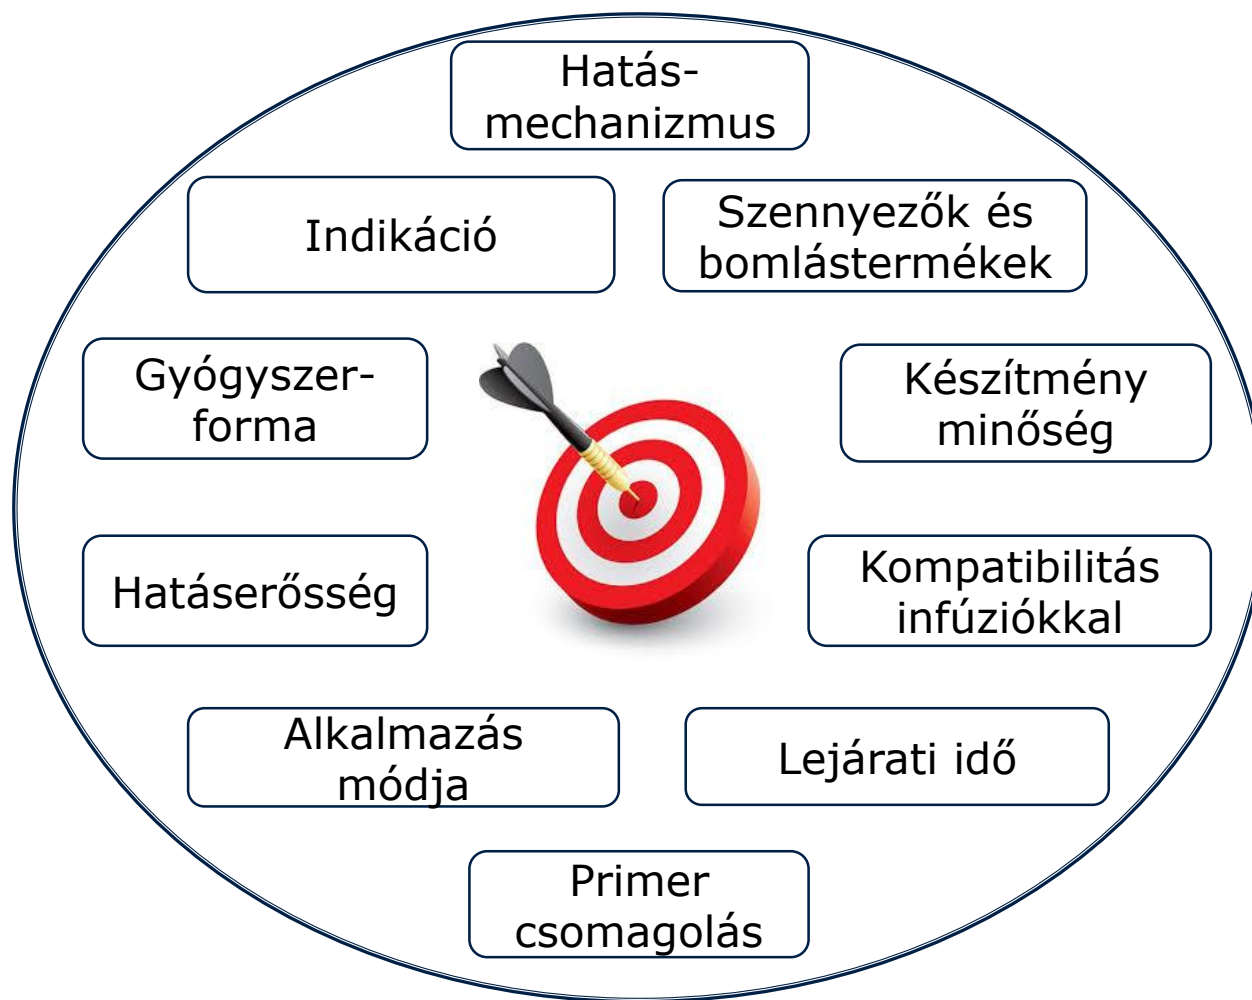 Hatás-
mechanizmus
Indikáció
Szennyezők és
bomlástermékek
Gyógyszer-
forma
Készítmény
minőség
Hatáserősség
Kompatibilitás
infúziókkal
Alkalmazás
módja
Lejárati idő
Primer
csomagolás